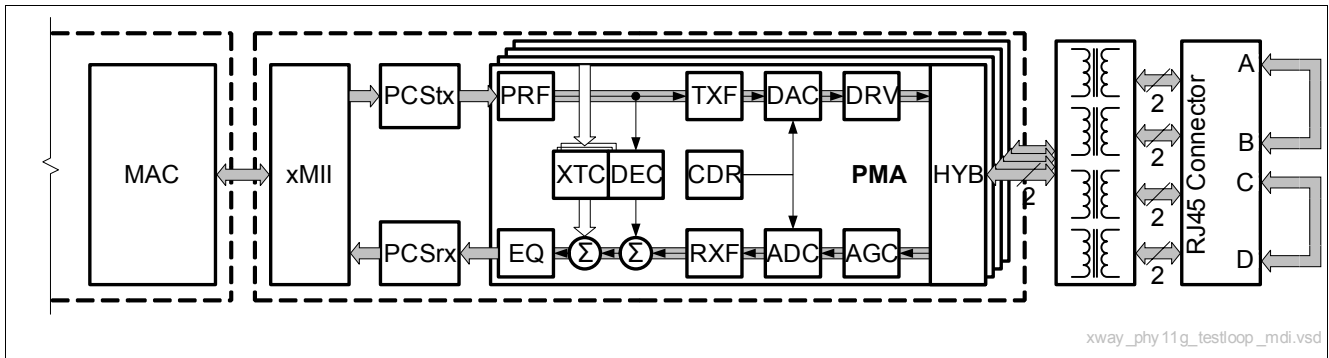 MAC
xMII
PCStx
PCSrx
PRF
TXF
DAC
DRV
XTC
DEC
CDR
PMA
HYB
EQ
Σ
Σ
RXF
ADC
AGC
2
2
2
2
2
RJ45 Connector
A
B
C
D
xway_phy11g_testloop_mdi.vsd